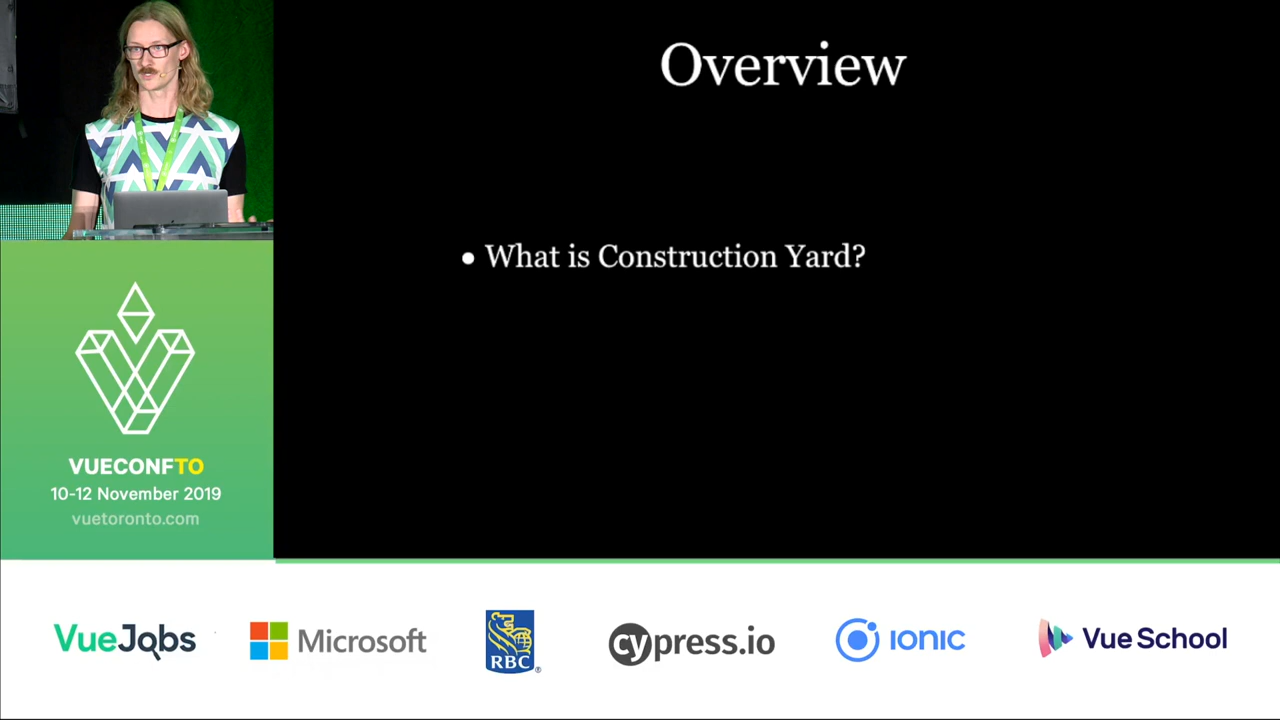 Overview
• What is Construction Yard?
VUECONFTO
10-12 November 2019
vuetoronto.com
VueJobs
Microsoft
RBC
®
cypress.io
IONIC
Vue School